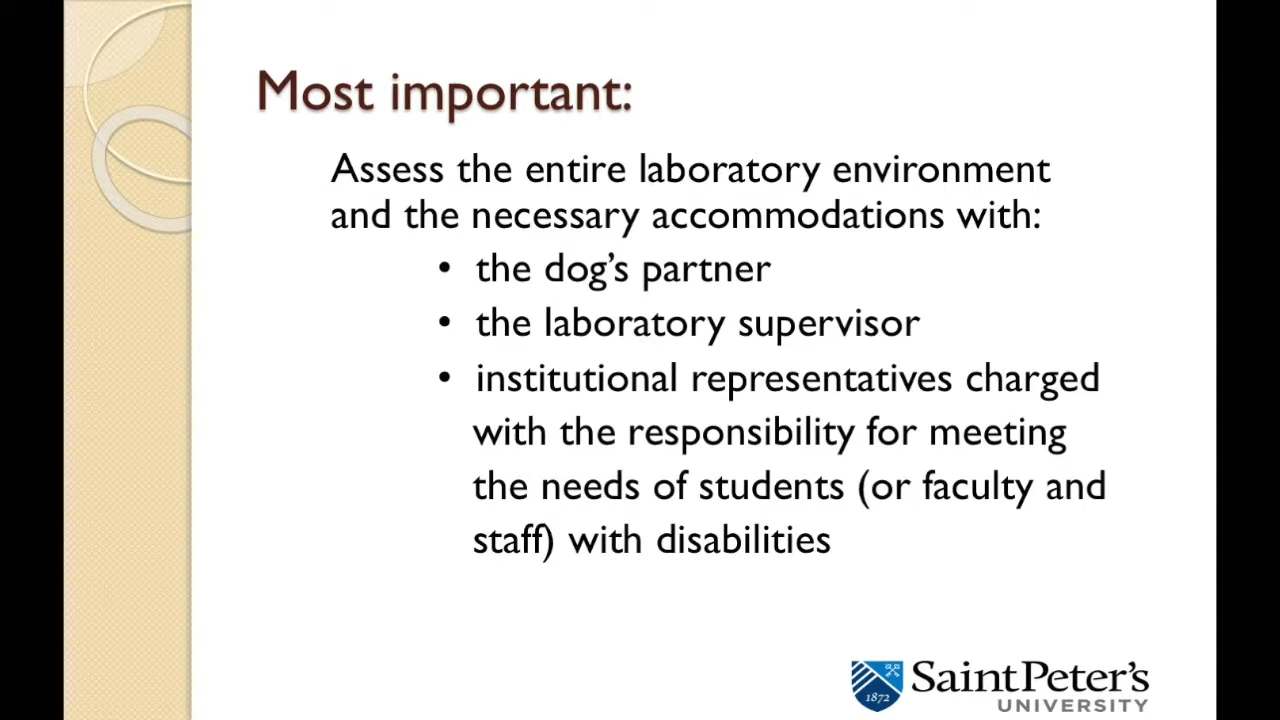 Most important:
Assess the entire laboratory environment
and the necessary accommodations with:
• the dog's partner
• the laboratory supervisor
• institutional representatives charged
with the responsibility for meeting
the needs of students (or faculty and
staff) with disabilities
1872
Saint Peter's
UNIVERSITY